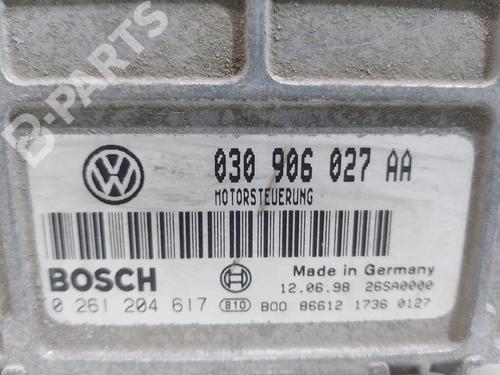 B-PARTS
030 906 027 AA
MOTORSTEUERUNG
BOSCH
Made in Germany
12.06.98 26SA0000
0 261 204 617 B10 B00 86612 1736 0127